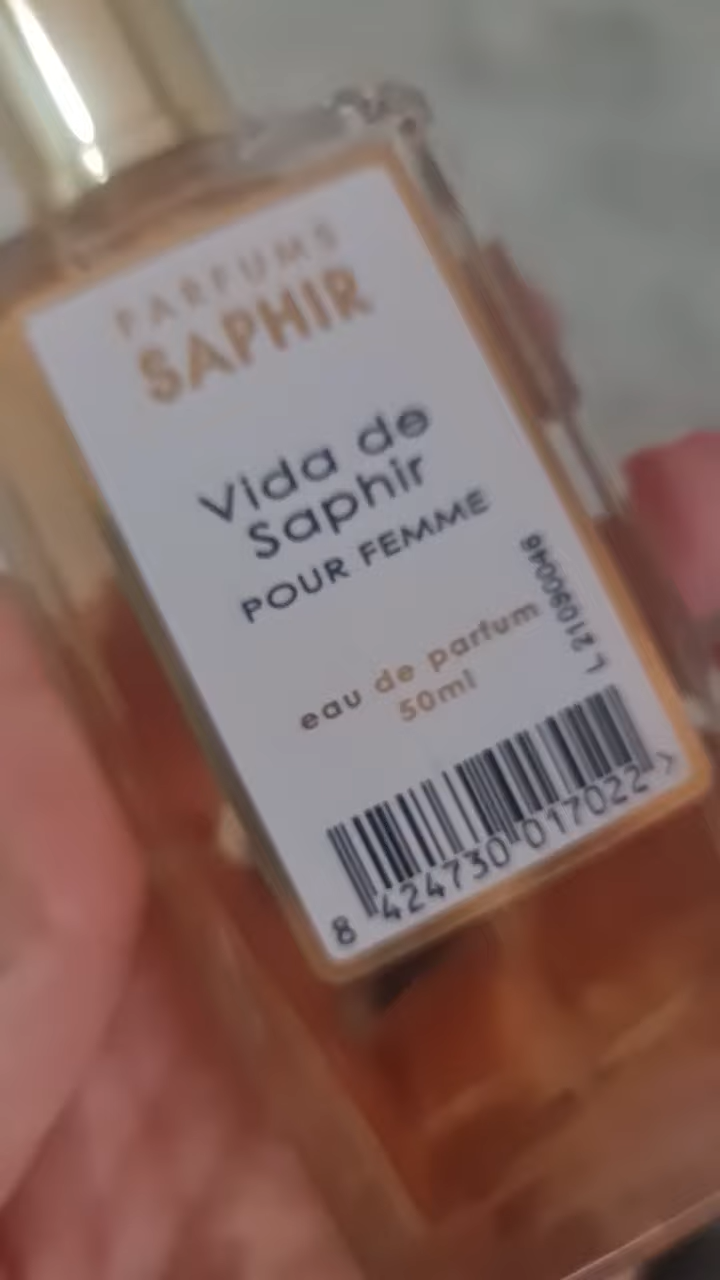 PARFUMS
SAPHIR
Vida de
Saphir
POUR FEMME
eau de parfum
50ml
L 21090046
8 424730 017022 >